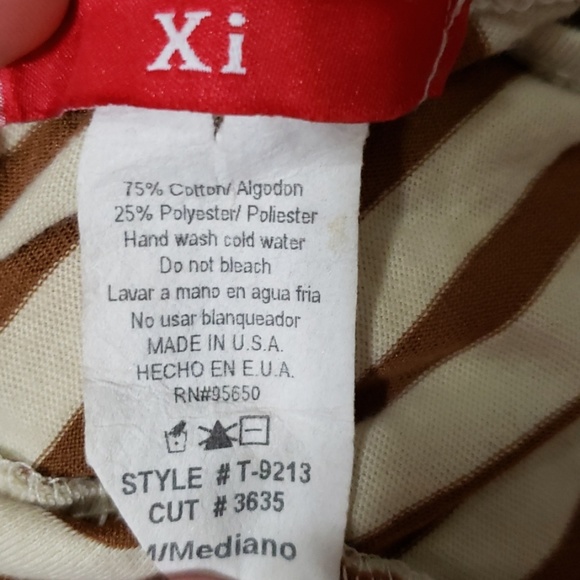 Xi
75% Cotton/ Algodon
25% Polyester/ Poliester
Hand wash cold water
Do not bleach
Lavar a mano en agua fria
No usar blanqueador
MADE IN U.S.A.
HECHO EN E.U.A.
RN#95650
STYLE # T-9213
CUT # 3635
M/Mediano